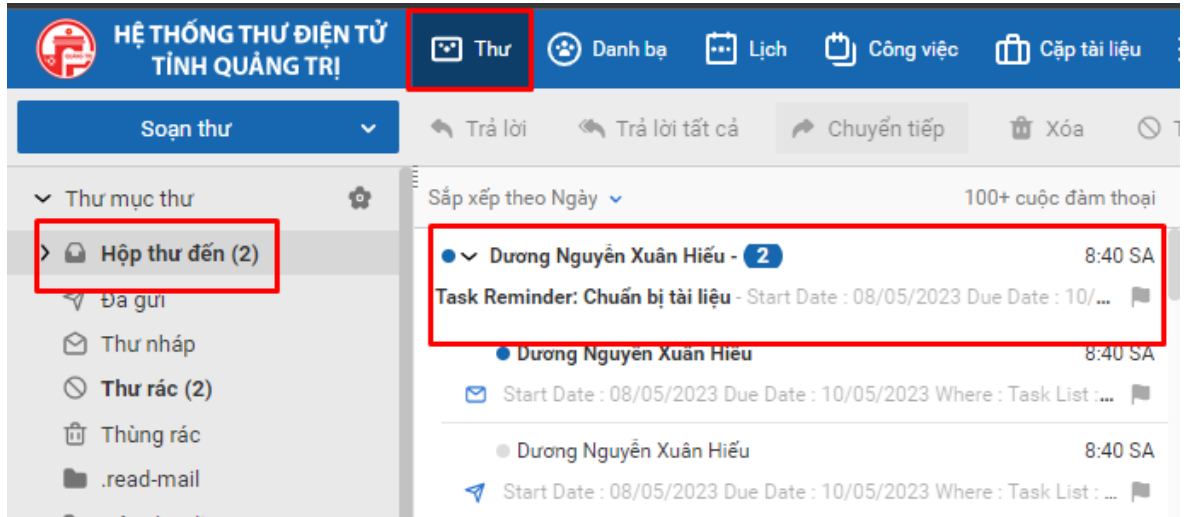 HỆ THỐNG THƯ ĐIỆN TỬ
TỈNH QUẢNG TRỊ
Thư
Danh bạ
Lịch
Công việc
Cặp tài liệu
Soạn thư
Trả lời
Trả lời tất cả
Chuyển tiếp
Xóa
Thư mục thư
Sắp xếp theo Ngày
100+ cuộc đàm thoại
Hộp thư đến (2)
Đã gửi
Thư nháp
Thư rác (2)
Thùng rác
.read-mail
Dương Nguyễn Xuân Hiếu - 2 8:40 SA
Task Reminder: Chuẩn bị tài liệu - Start Date : 08/05/2023 Due Date : 10/...
Dương Nguyễn Xuân Hiếu 8:40 SA
Start Date : 08/05/2023 Due Date : 10/05/2023 Where : Task List :...
Dương Nguyễn Xuân Hiếu 8:40 SA
Start Date : 08/05/2023 Due Date : 10/05/2023 Where : Task List : ...